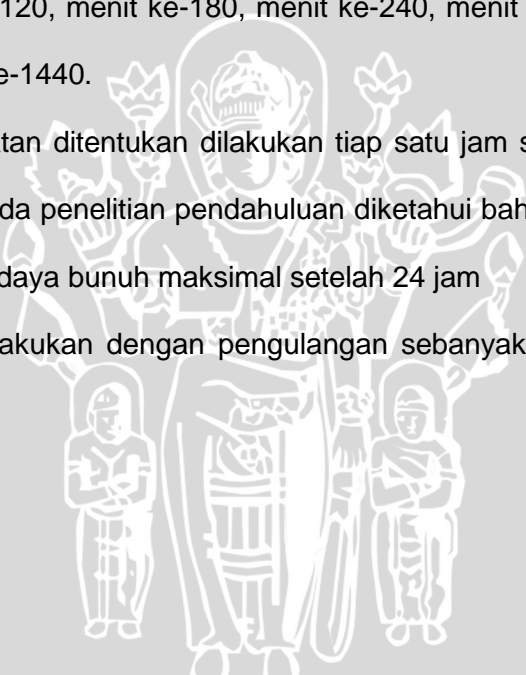 120, menit ke-180, menit ke-240, menit
e-1440.
tan ditentukan dilakukan tiap satu jam s
da penelitian pendahuluan diketahui bah
daya bunuh maksimal setelah 24 jam
akukan dengan pengulangan sebanyak